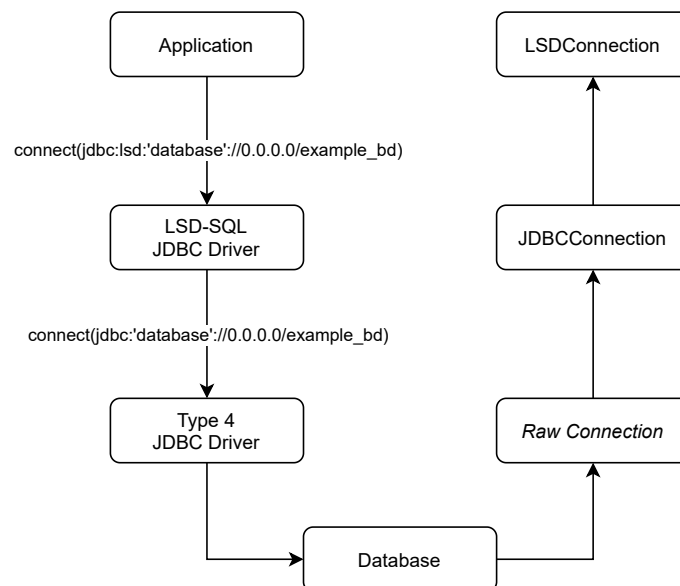 Application
LSDConnection
connect(jdbc:lsd:'database'://0.0.0.0/example_bd)
LSD-SQL
JDBC Driver
JDBCConnection
connect(jdbc:'database'://0.0.0.0/example_bd)
Type 4
JDBC Driver
Raw Connection
Database